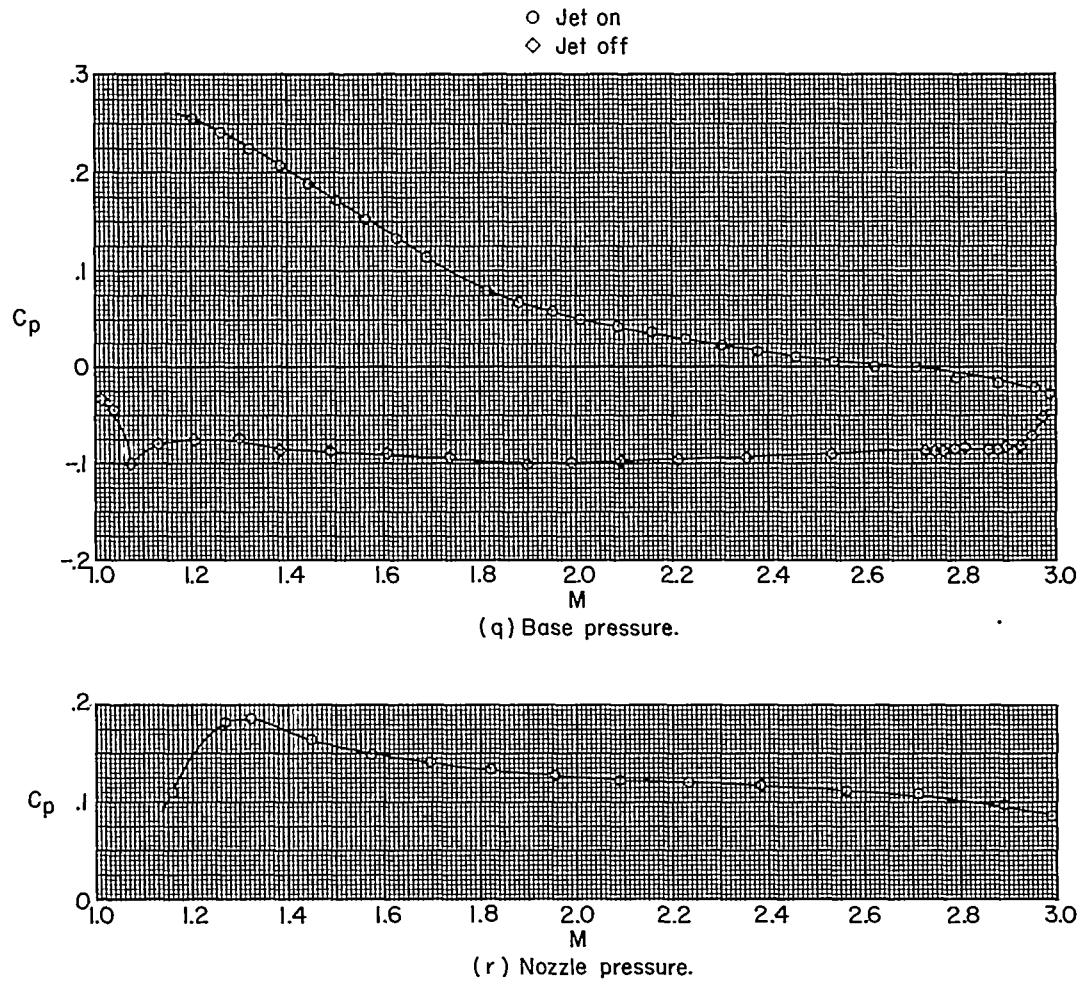 Jet on
Jet off
.3
.2
.1
0
-.1
-.2
Cp
1.0 1.2 1.4 1.6 1.8 2.0 2.2 2.4 2.6 2.8 3.0
M
(q) Base pressure.
.2
.1
0
Cp
1.0 1.2 1.4 1.6 1.8 2.0 2.2 2.4 2.6 2.8 3.0
M
(r) Nozzle pressure.